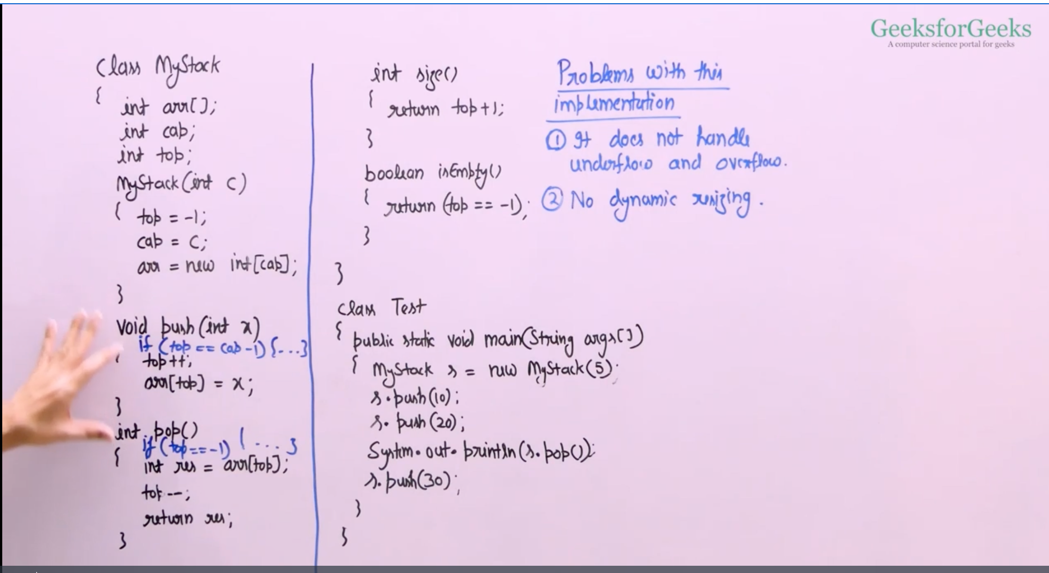 GeeksforGeeks
A computer science portal for geeks
Class MyStack
{
int arr[];
int cap;
int top;
MyStack(int c)
{ top = -1;
cap = c;
arr = new int[cap];
}
void push(int x)
if (top == cap-1) {...}
{ top++;
arr[top] = x;
}
int pop()
if (top == -1) {...}
{ int res = arr[top];
top--;
return res;
}
int size()
{
return top+1;
}
boolean isEmpty()
{
return (top == -1);
}
}
class Test
{ public static void main(String args[])
{ MyStack s = new MyStack(5);
s.push(10);
s.push(20);
System.out.println(s.pop());
s.push(30);
}
}
Problems with this
implementation
① It does not handle
underflow and overflow.
② No dynamic resizing.